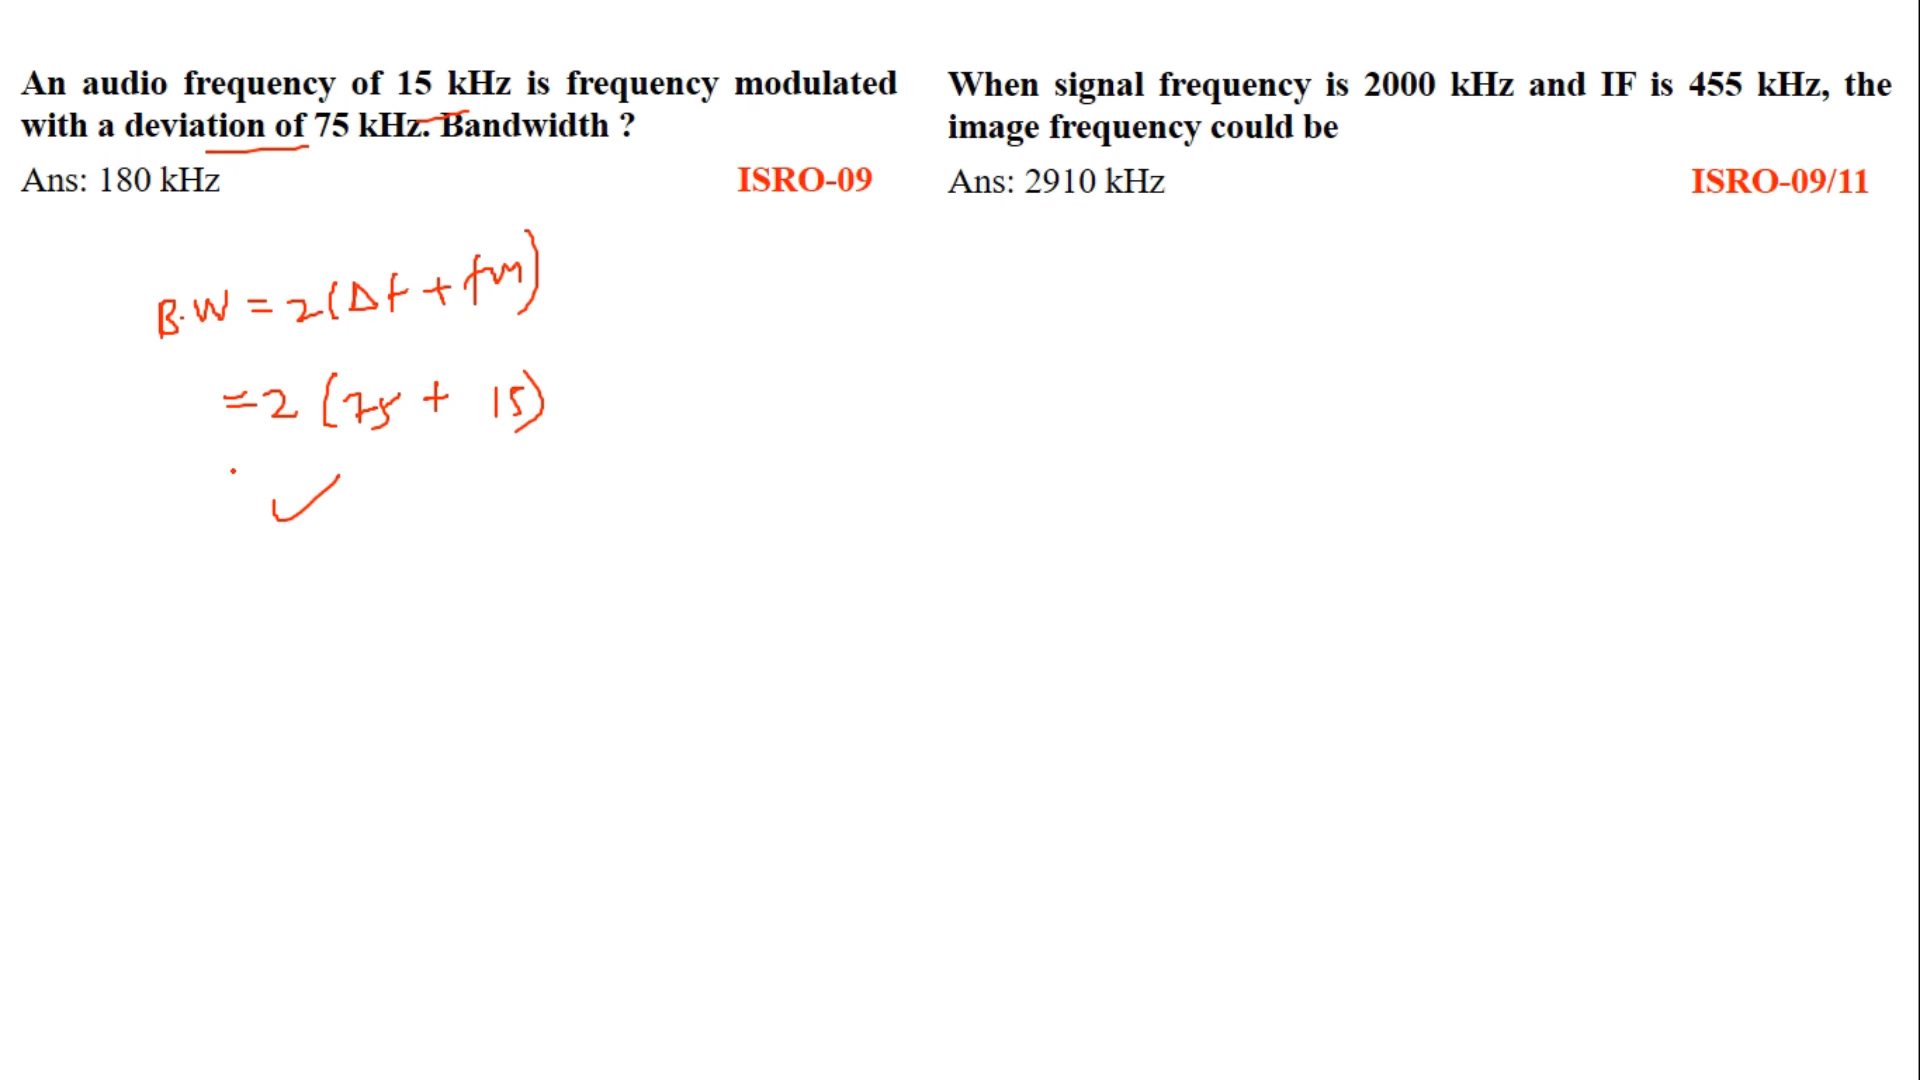 An audio frequency of 15 kHz is frequency modulated
with a deviation of 75 kHz. Bandwidth ?
Ans: 180 kHz
ISRO-09
B.W = 2(Δf + fm)
= 2 (75 + 15)
When signal frequency is 2000 kHz and IF is 455 kHz, the
image frequency could be
Ans: 2910 kHz
ISRO-09/11